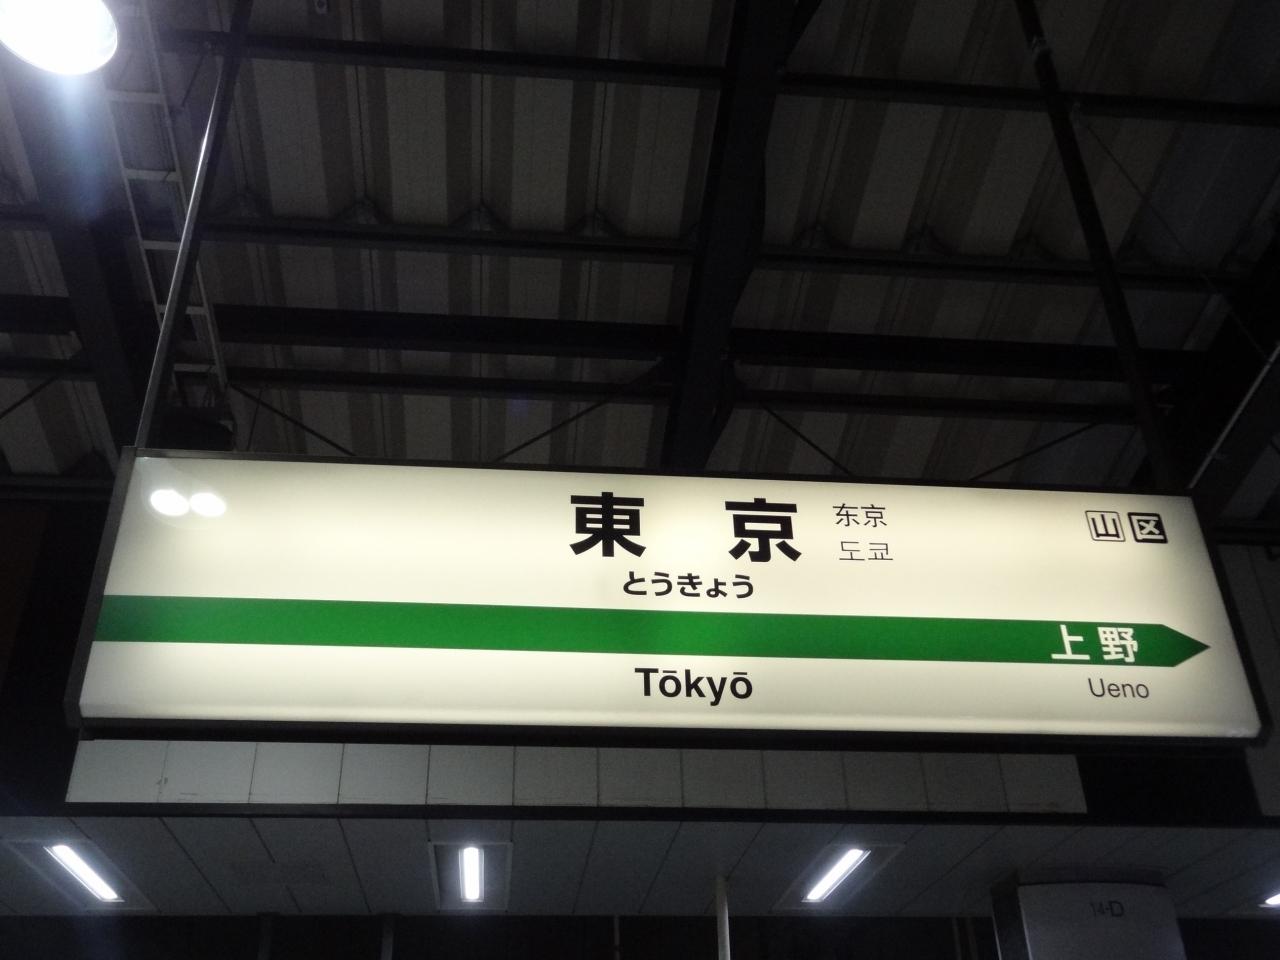 東京
东京
도쿄
山 区
とうきょう
上野
Tōkyō
Ueno
14-D